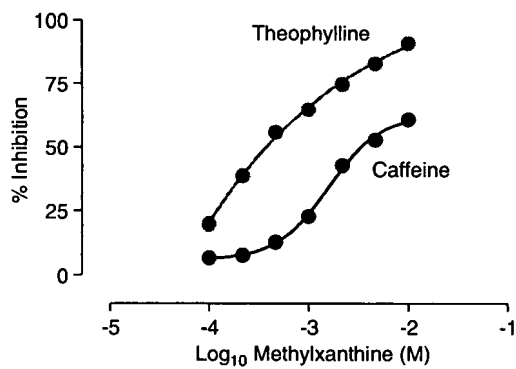 100
75
50
25
0
% Inhibition
Theophylline
Caffeine
-5 -4 -3 -2 -1
Log10 Methylxanthine (M)